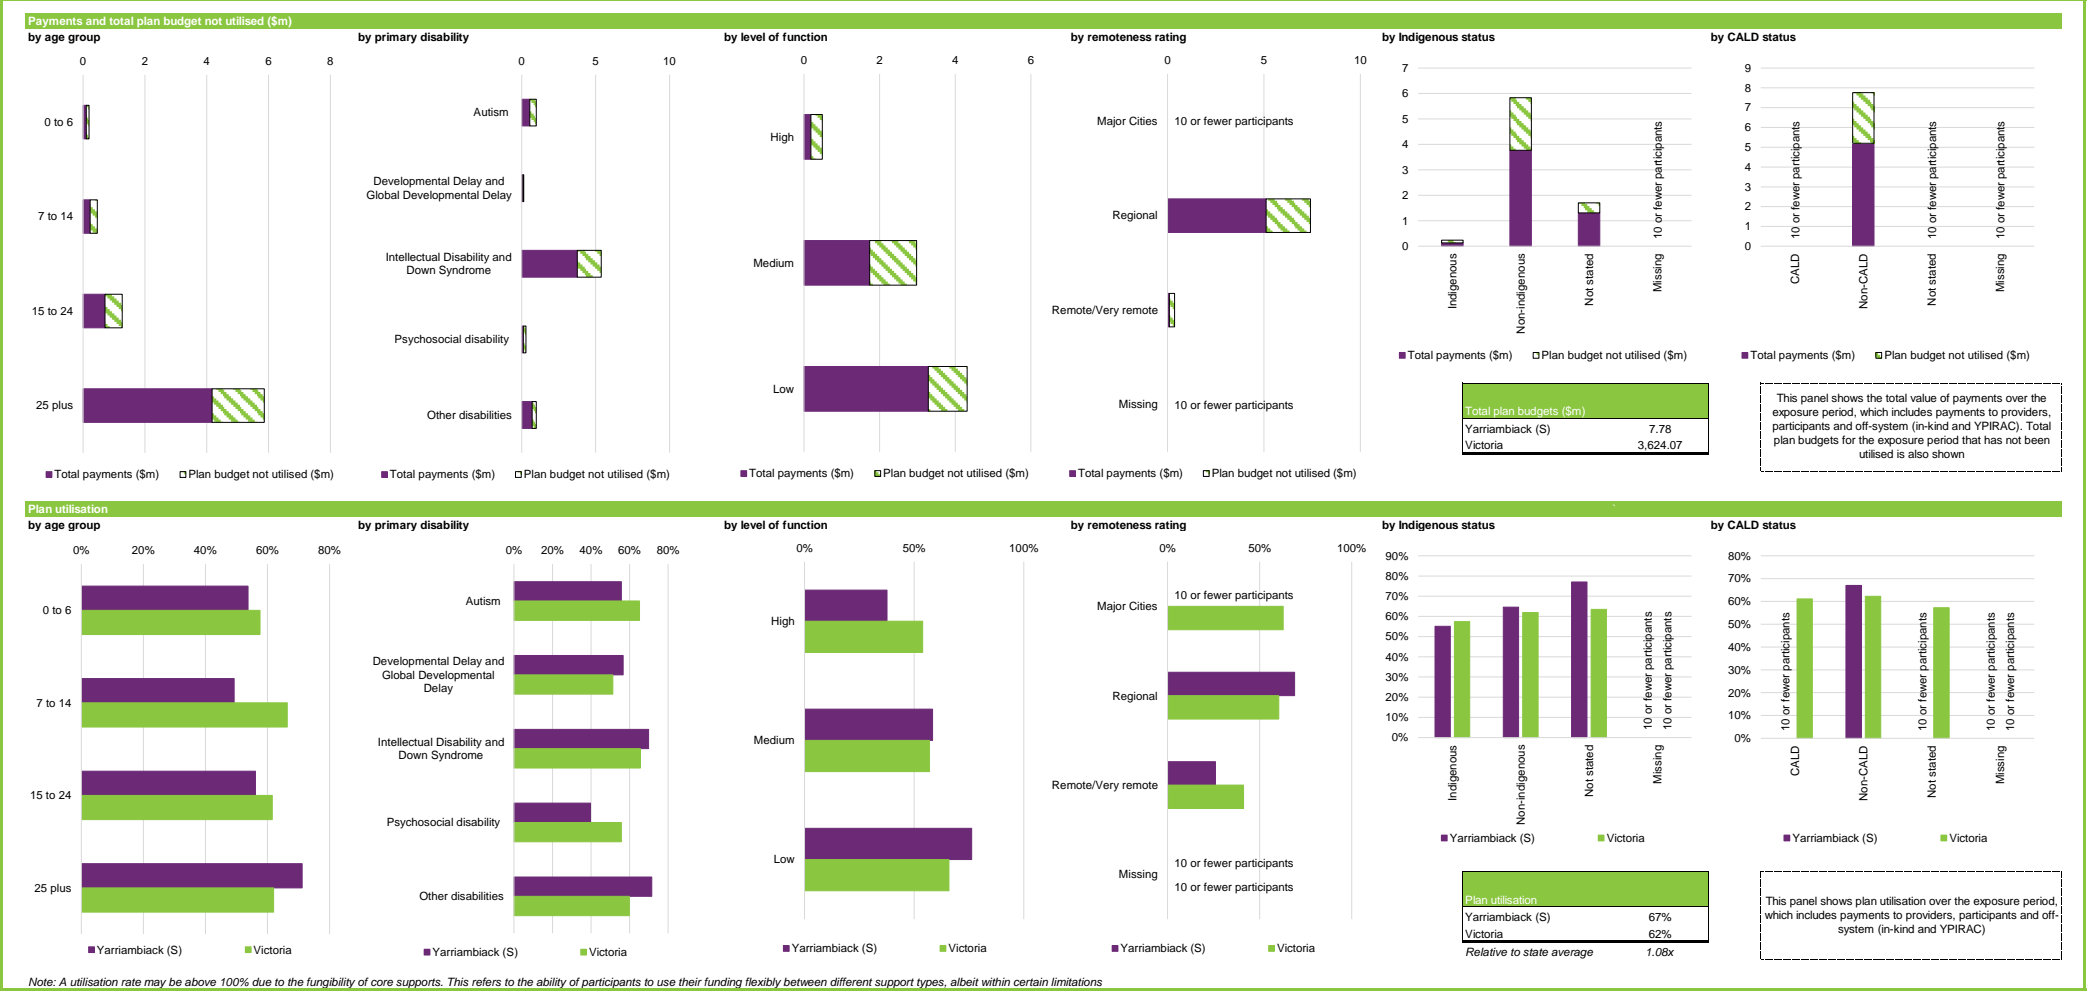 Payments and total plan budget not utilised ($m)
by age group
0 2 4 6 8
0 to 6
7 to 14
15 to 24
25 plus
Total payments ($m) Plan budget not utilised ($m)
by primary disability
0 5 10
Autism
Developmental Delay and
Global Developmental Delay
Intellectual Disability and
Down Syndrome
Psychosocial disability
Other disabilities
Total payments ($m) Plan budget not utilised ($m)
by level of function
0 2 4 6
High
Medium
Low
Total payments ($m) Plan budget not utilised ($m)
by remoteness rating
0 5 10
Major Cities 10 or fewer participants
Regional
Remote/Very remote
Missing 10 or fewer participants
Total payments ($m) Plan budget not utilised ($m)
by Indigenous status
7
6
5
4
3
2
1
0
10 or fewer participants
Indigenous
Non-indigenous
Not stated
Missing
Total payments ($m) Plan budget not utilised ($m)
Total plan budgets ($m)
Yarriambiack (S) 7.78
Victoria 3,624.07
by CALD status
9
8
7
6
5
4
3
2
1
0
10 or fewer participants
10 or fewer participants
10 or fewer participants
CALD
Non-CALD
Not stated
Missing
Total payments ($m) Plan budget not utilised ($m)
This panel shows the total value of payments over the
exposure period, which includes payments to providers,
participants and off-system (in-kind and YPIRAC). Total
plan budgets for the exposure period that has not been
utilised is also shown
Plan utilisation
by age group
0% 20% 40% 60% 80%
0 to 6
7 to 14
15 to 24
25 plus
Yarriambiack (S) Victoria
by primary disability
0% 20% 40% 60% 80%
Autism
Developmental Delay and
Global Developmental
Delay
Intellectual Disability and
Down Syndrome
Psychosocial disability
Other disabilities
Yarriambiack (S) Victoria
by level of function
0% 50% 100%
High
Medium
Low
Yarriambiack (S) Victoria
by remoteness rating
0% 50% 100%
Major Cities 10 or fewer participants
Regional
Remote/Very remote
Missing
10 or fewer participants
10 or fewer participants
Yarriambiack (S) Victoria
by Indigenous status
90%
80%
70%
60%
50%
40%
30%
20%
10%
0%
10 or fewer participants
10 or fewer participants
Indigenous
Non-indigenous
Not stated
Missing
Yarriambiack (S) Victoria
Plan utilisation
Yarriambiack (S) 67%
Victoria 62%
Relative to state average 1.08x
by CALD status
80%
70%
60%
50%
40%
30%
20%
10%
0%
10 or fewer participants
10 or fewer participants
10 or fewer participants
10 or fewer participants
CALD
Non-CALD
Not stated
Missing
Yarriambiack (S) Victoria
This panel shows plan utilisation over the exposure period,
which includes payments to providers, participants and off-
system (in-kind and YPIRAC)
Note: A utilisation rate may be above 100% due to the fungibility of core supports. This refers to the ability of participants to use their funding flexibly between different support types, albeit within certain limitations